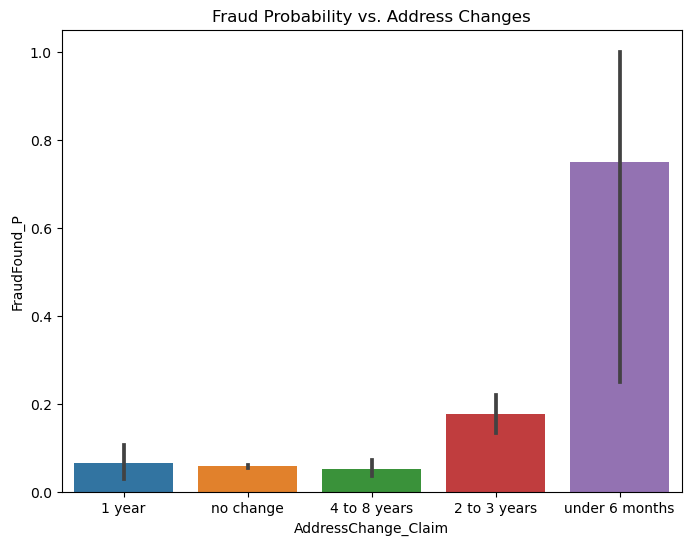 Fraud Probability vs. Address Changes
1.0
0.8
0.6
0.4
0.2
0.0
FraudFound_P
1 year no change 4 to 8 years 2 to 3 years under 6 months
AddressChange_Claim